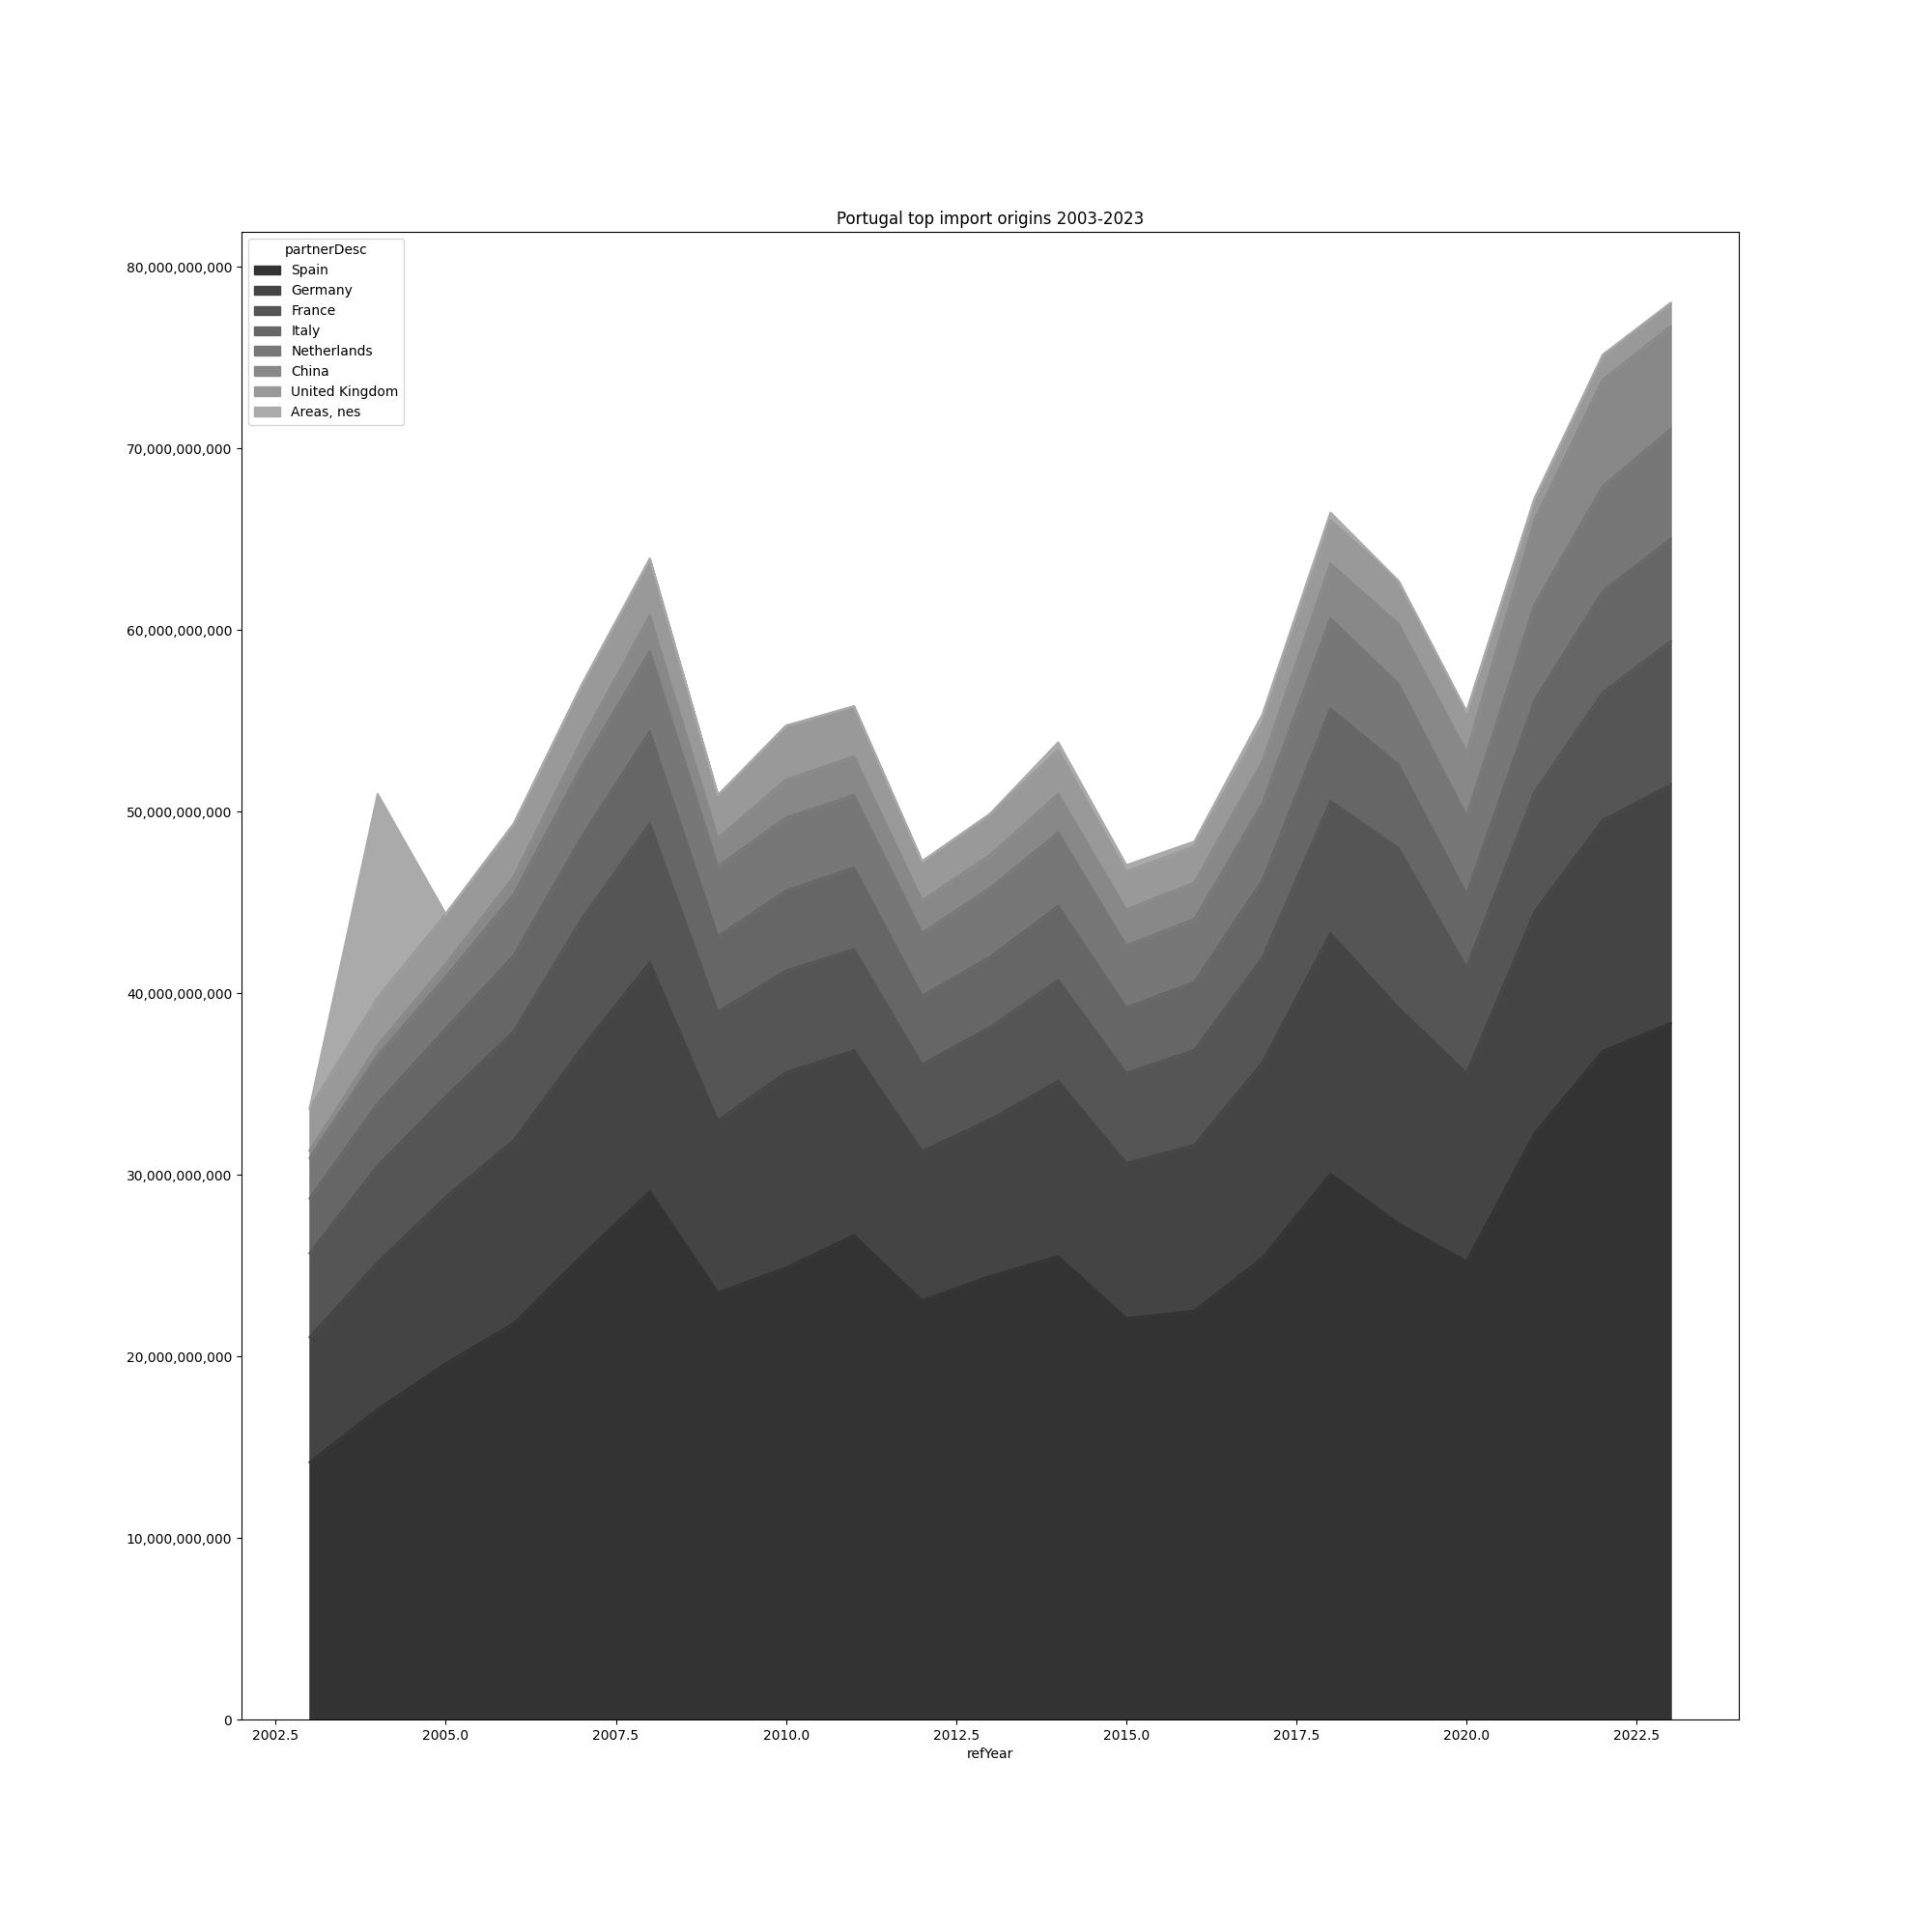 Portugal top import origins 2003-2023
partnerDesc
Spain
Germany
France
Italy
Netherlands
China
United Kingdom
Areas, nes
80,000,000,000
70,000,000,000
60,000,000,000
50,000,000,000
40,000,000,000
30,000,000,000
20,000,000,000
10,000,000,000
0
2002.5 2005.0 2007.5 2010.0 2012.5 2015.0 2017.5 2020.0 2022.5
refYear